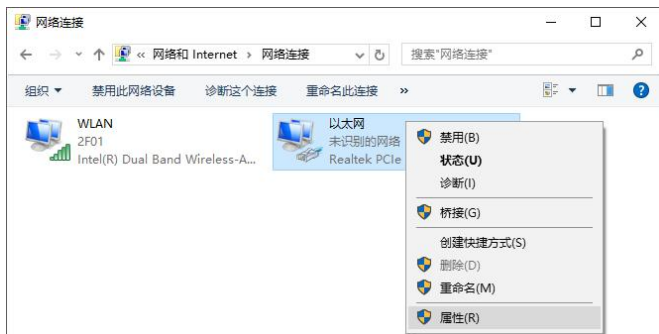 网络连接
« 网络和 Internet › 网络连接
搜索"网络连接"
组织 禁用此网络设备 诊断这个连接 重命名此连接 »
WLAN
2F01
Intel(R) Dual Band Wireless-A...
以太网
未识别的网络
Realtek PCIe
禁用(B)
状态(U)
诊断(I)
桥接(G)
创建快捷方式(S)
删除(D)
重命名(M)
属性(R)